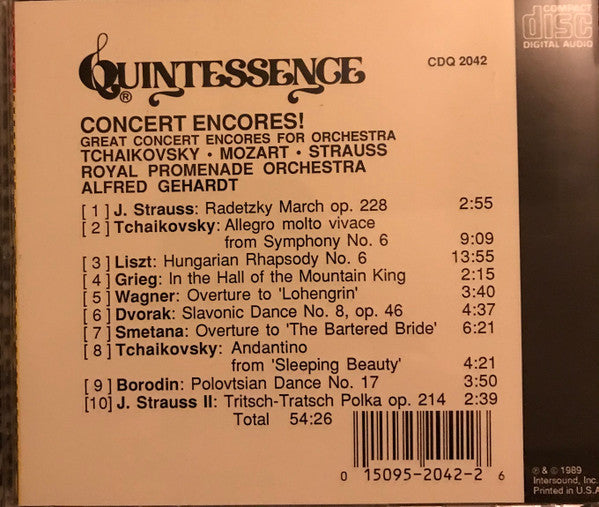 COMPACT
disc
DIGITAL AUDIO
QUINTESSENCE
®
CDQ 2042
CONCERT ENCORES!
GREAT CONCERT ENCORES FOR ORCHESTRA
TCHAIKOVSKY · MOZART · STRAUSS
ROYAL PROMENADE ORCHESTRA
ALFRED GEHARDT
[ 1 ] J. Strauss: Radetzky March op. 228 2:55
[ 2 ] Tchaikovsky: Allegro molto vivace
from Symphony No. 6 9:09
[ 3 ] Liszt: Hungarian Rhapsody No. 6 13:55
[ 4 ] Grieg: In the Hall of the Mountain King 2:15
[ 5 ] Wagner: Overture to 'Lohengrin' 3:40
[ 6 ] Dvorak: Slavonic Dance No. 8, op. 46 4:37
[ 7 ] Smetana: Overture to 'The Bartered Bride' 6:21
[ 8 ] Tchaikovsky: Andantino
from 'Sleeping Beauty' 4:21
[ 9 ] Borodin: Polovtsian Dance No. 17 3:50
[10] J. Strauss II: Tritsch-Tratsch Polka op. 214 2:39
Total 54:26
0 15095-2042-2 6
℗ & © 1989
Intersound, Inc.
Printed in U.S.A